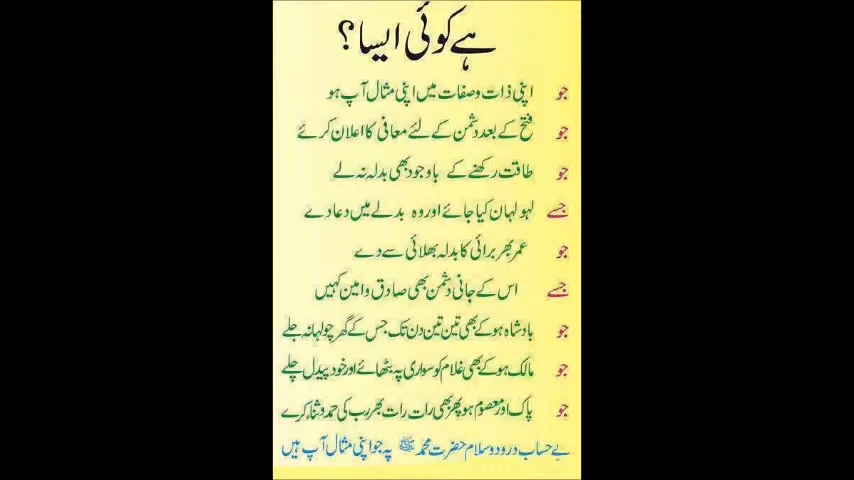 ہے کوئی ایسا؟
جو اپنی ذات وصفات میں اپنی مثال آپ ہو
جو فتح کے بعد دشمن کے لئے معافی کا اعلان کرئے
جو طاقت رکھنے کے باوجود بھی بدلہ نہ لے
جسے لہولہان کیا جائے اور وہ بدلے میں دعا دے
جو عمر بھر برائی کا بدلہ بھلائی سے دے
جسے اس کے جانی دشمن بھی صادق وامین کہیں
جو بادشاہ ہو کے بھی تین تین دن تک جس کے گھر چولہا نہ جلے
جو مالک ہو کے بھی غلام کو سواری پہ بٹھائے اور خود پیدل چلے
جو پاک اور معصوم ہو پھر بھی رات رات بھر رب کی حمد وثناء کرے
بے حساب درود وسلام حضرت محمد ﷺ پہ جو اپنی مثال آپ ہیں